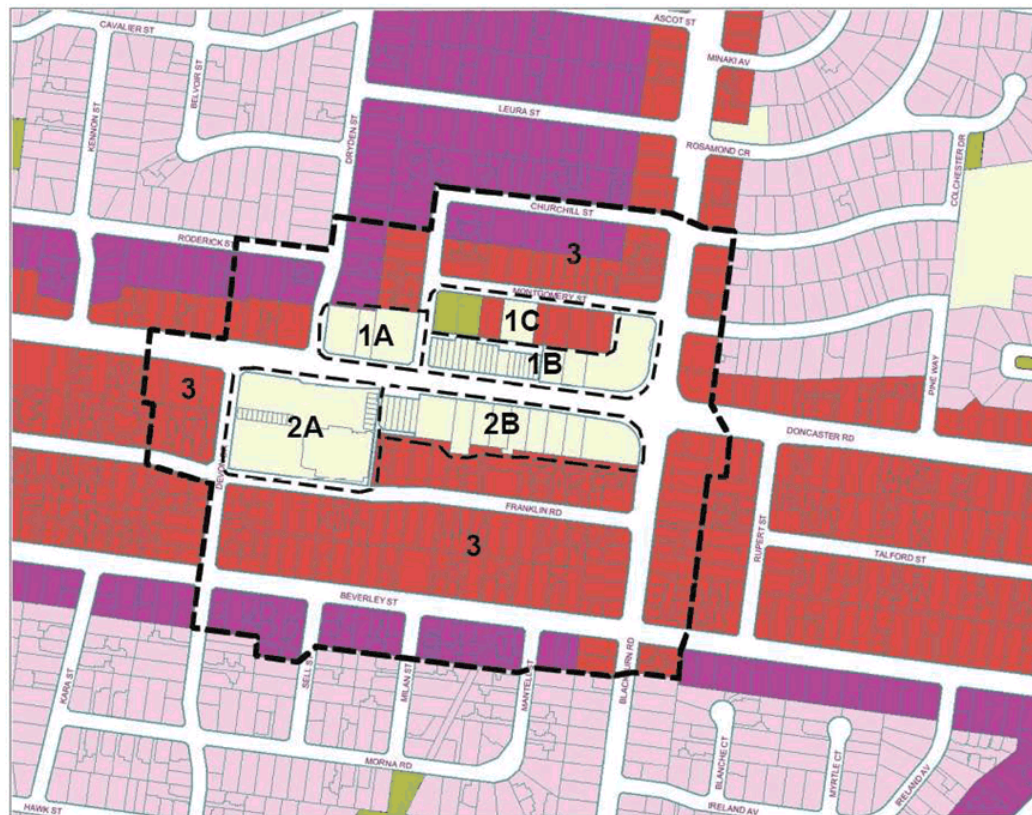 ASCOT ST
CAVALIER ST
MINAKI AV
BELVOIR ST
KENNON ST
DRYDEN ST
LEURA ST
ROSAMOND CR
COLCHESTER DR
CHURCHILL ST
RODERICK ST
3
MONTGOMERY ST
1A
1C
1B
PINE WAY
3
2A
2B
DONCASTER RD
FRANKLIN RD
RUPERT ST
3
TALFORD ST
BEVERLEY ST
KARA ST
SELL ST
MILAN ST
MANTELL ST
BLACKBURN RD
BLANCHE CT
MYRTLE CT
IRELAND AV
MORNA RD
HAWK ST
IRELAND AV